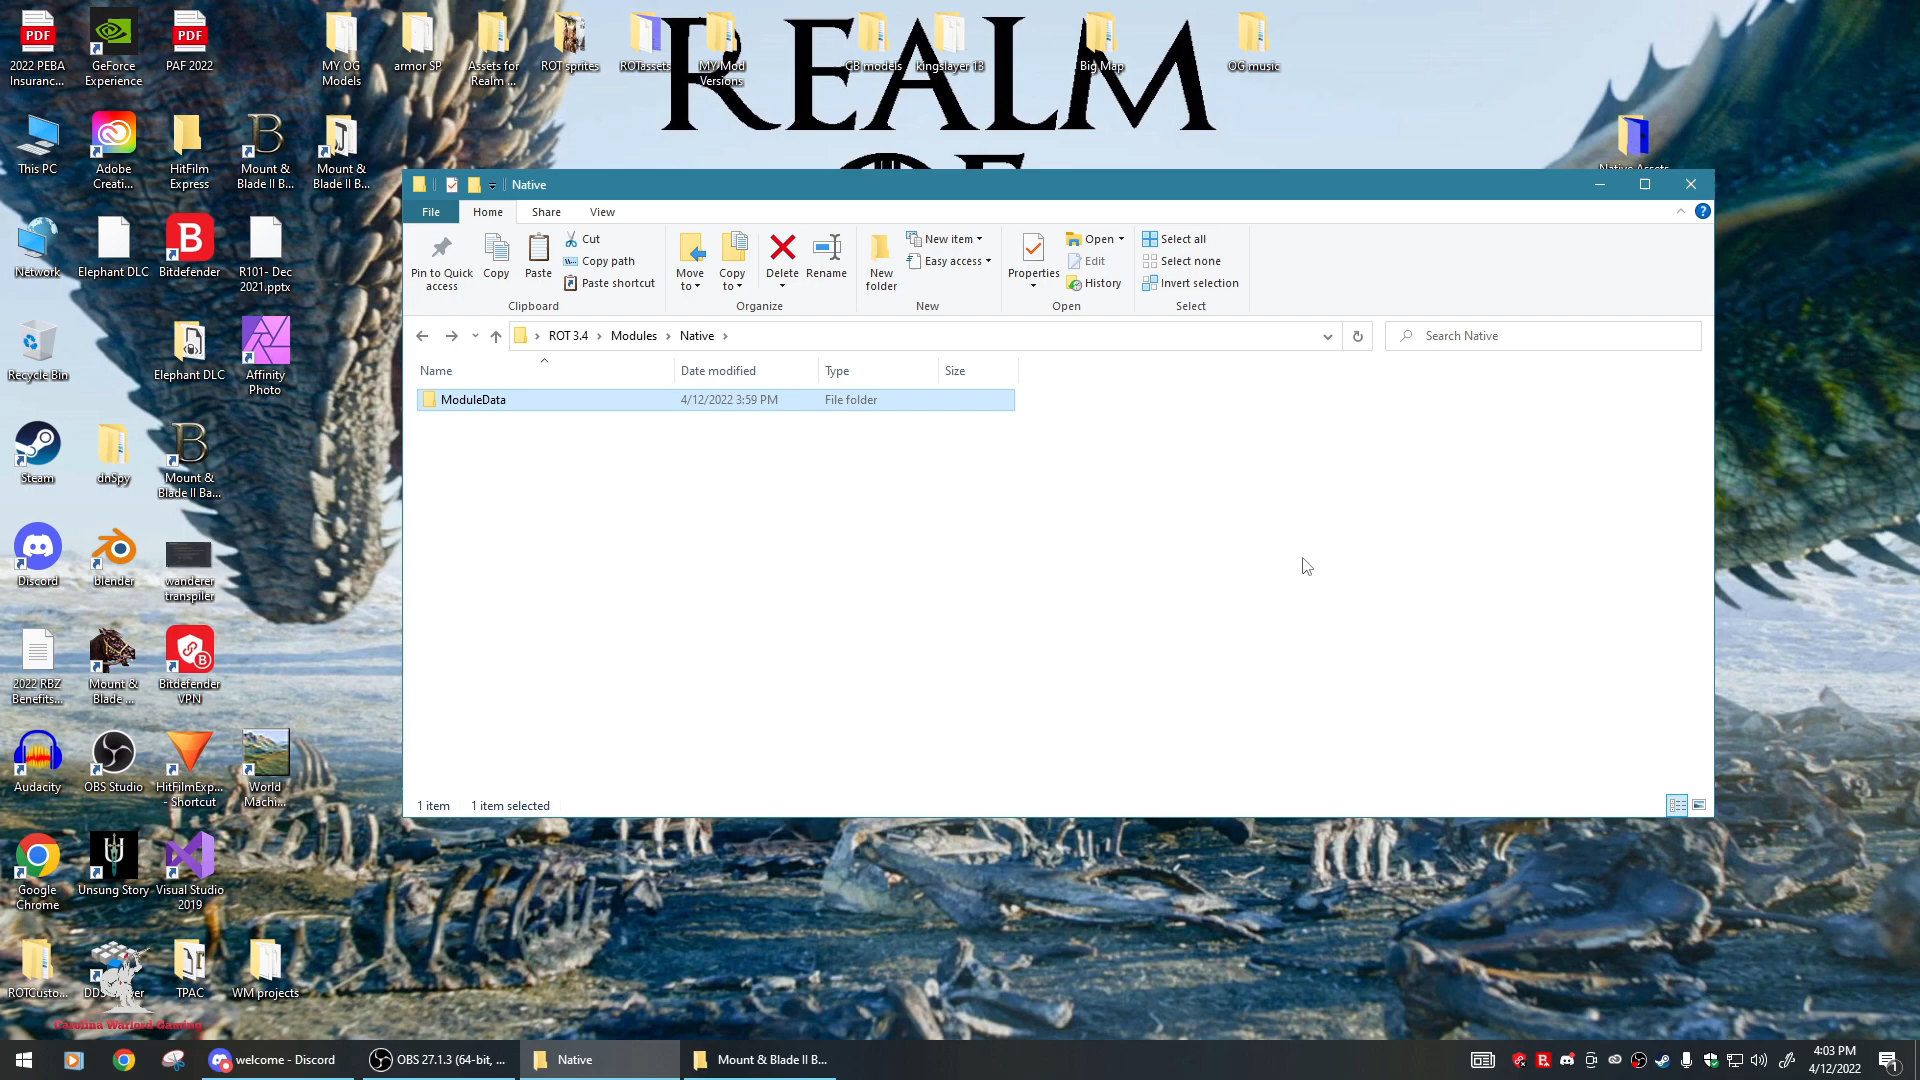 REALM
OF
2022 PEBA
Insuranc...
GeForce
Experience
PDF
PAF 2022
MY OG
Models
armor SP
Assets for
Realm ...
ROT sprites
ROTassets
MY Mod
Versions
CB models
kingslayer 13
Big Map
OG music
Native Assets
This PC
Adobe
Creati...
HitFilm
Express
Mount &
Blade II B...
Mount &
Blade II B...
Network
Elephant DLC
Bitdefender
R101- Dec
2021.pptx
Recycle Bin
Elephant DLC
Affinity
Photo
Steam
dnSpy
Mount &
Blade II Ba...
Discord
blender
wanderer
transpiler
2022 RBZ
Benefits...
Mount &
Blade ...
Bitdefender
VPN
Audacity
OBS Studio
HitFilmExp...
- Shortcut
World
Machi...
Google
Chrome
Unsung Story
Visual Studio
2019
ROTCusto...
TPAC
WM projects
Carolina Warlord Gaming
Native
File
Home
Share
View
Pin to Quick
access
Copy
Paste
Cut
Copy path
Paste shortcut
Clipboard
Move
to
Copy
to
Delete
Rename
Organize
New
folder
New item
Easy access
New
Properties
Open
Edit
History
Open
Select all
Select none
Invert selection
Select
ROT 3.4 > Modules > Native >
Search Native
Name
Date modified
Type
Size
ModuleData
4/12/2022 3:59 PM
File folder
1 item
1 item selected
welcome - Discord
OBS 27.1.3 (64-bit, ...
Native
Mount & Blade II B...
4:03 PM
4/12/2022
1